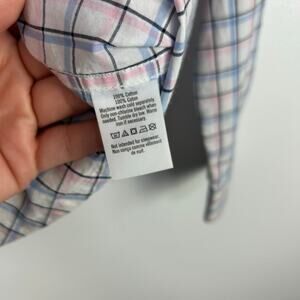 100% Cotton
100% Coton
Machine wash cold separately.
Only non-chlorine bleach when
needed. Tumble dry low. Warm
iron if necessary.
Not intended for sleepwear.
Non conçu comme vêtement
de nuit.